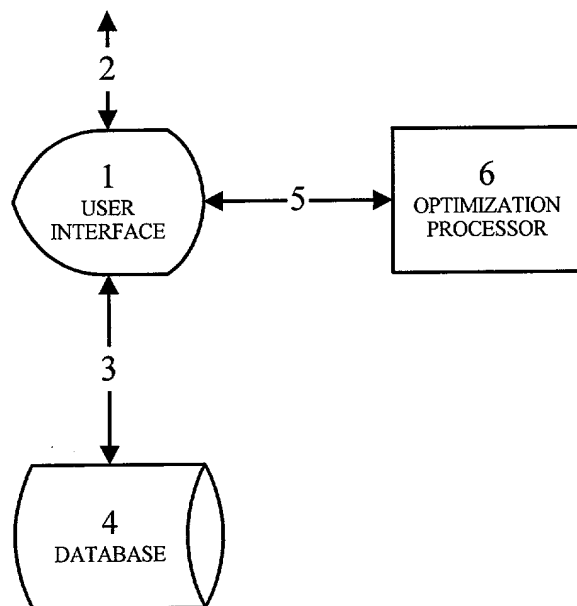 2
1
USER
INTERFACE
5
6
OPTIMIZATION
PROCESSOR
3
4
DATABASE